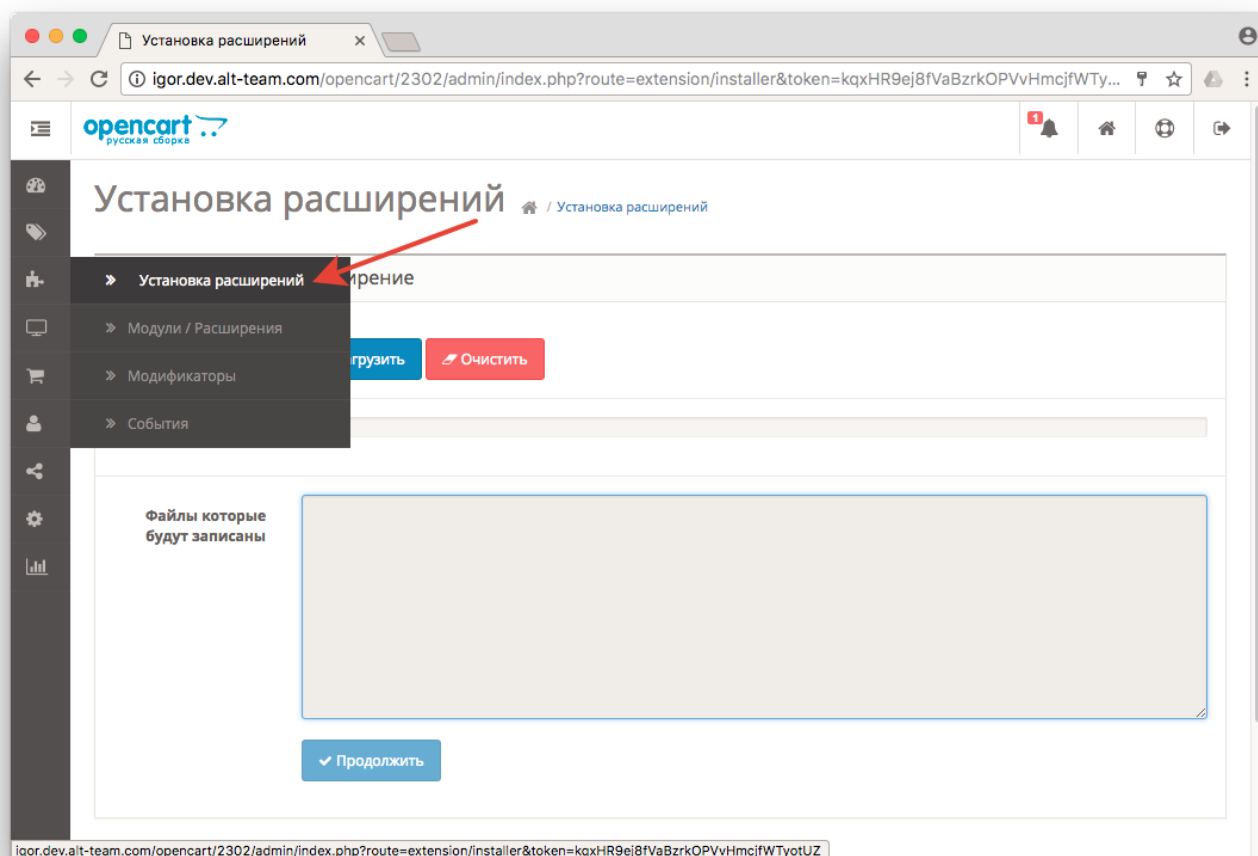 Установка расширений
igor.dev.alt-team.com/opencart/2302/admin/index.php?route=extension/installer&token=kqxHR9ej8fVaBzrkOPVvHmcjfWTy...
opencart
русская сборка
1
Установка расширений / Установка расширений
Установка расширений
ирение
Модули / Расширения
грузить
Очистить
Модификаторы
События
Файлы которые
будут записаны
Продолжить
igor.dev.alt-team.com/opencart/2302/admin/index.php?route=extension/installer&token=kqxHR9ej8fVaBzrkOPVvHmcjfWTyotUZ